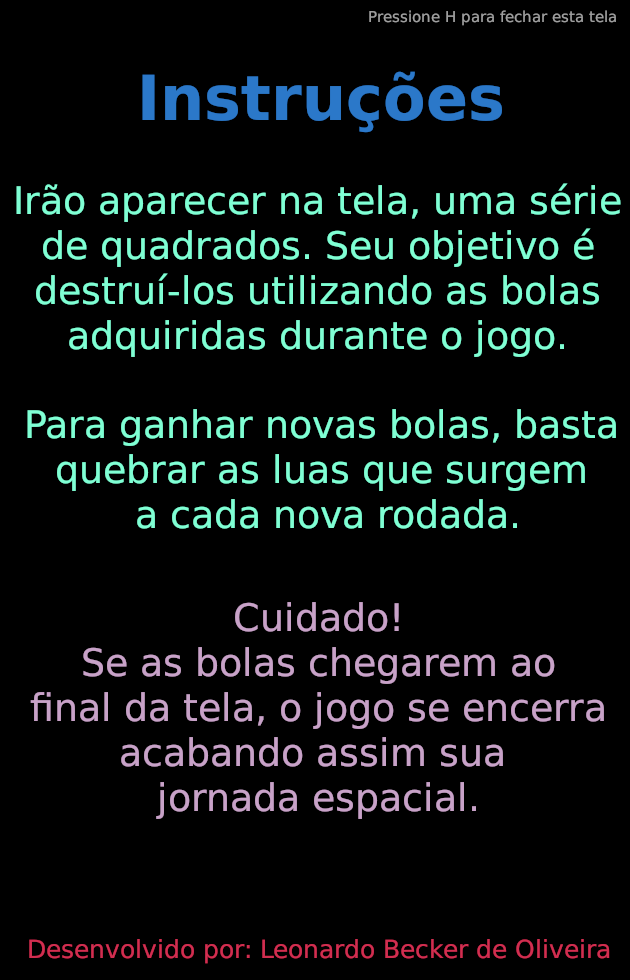 Pressione H para fechar esta tela
Instruções
Irão aparecer na tela, uma série
de quadrados. Seu objetivo é
destruí-los utilizando as bolas
adquiridas durante o jogo.
Para ganhar novas bolas, basta
quebrar as luas que surgem
a cada nova rodada.
Cuidado!
Se as bolas chegarem ao
final da tela, o jogo se encerra
acabando assim sua
jornada espacial.
Desenvolvido por: Leonardo Becker de Oliveira